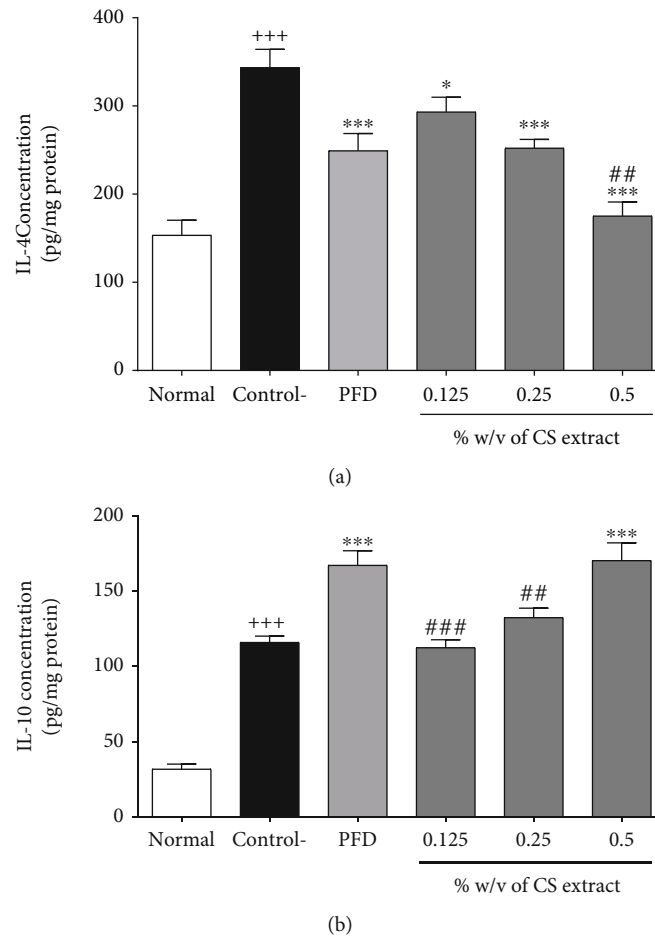 400
300
200
100
0
IL-4Concentration
(pg/mg protein)
+++
***
*
***
##
***
Normal Control- PFD 0.125 0.25 0.5
% w/v of CS extract
(a)
200
150
100
50
0
IL-10 concentration
(pg/mg protein)
+++
***
###
##
***
Normal Control- PFD 0.125 0.25 0.5
% w/v of CS extract
(b)